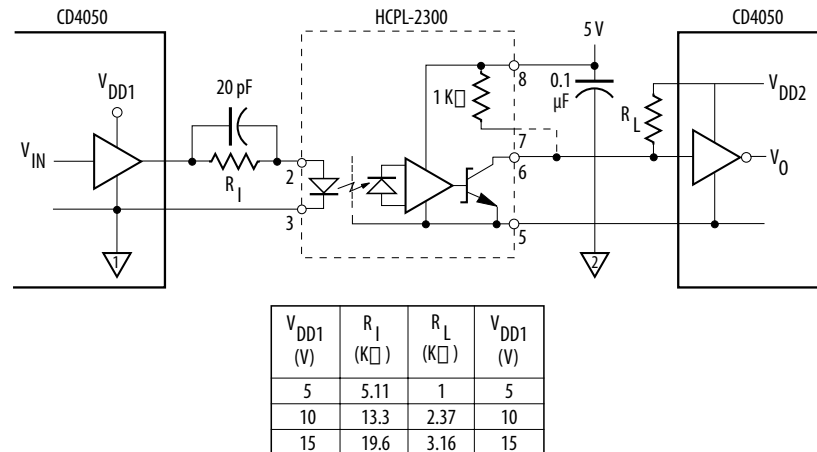 CD4050
HCPL-2300
CD4050
5 V
V DD1
20 pF
8
0.1 µF
1 K□
V DD2
R L
V IN
7
V O
2
6
R I
3
5
1
2
V DD1 (V) R I (K□) R L (K□) V DD1 (V)
5 5.11 1 5
10 13.3 2.37 10
15 19.6 3.16 15